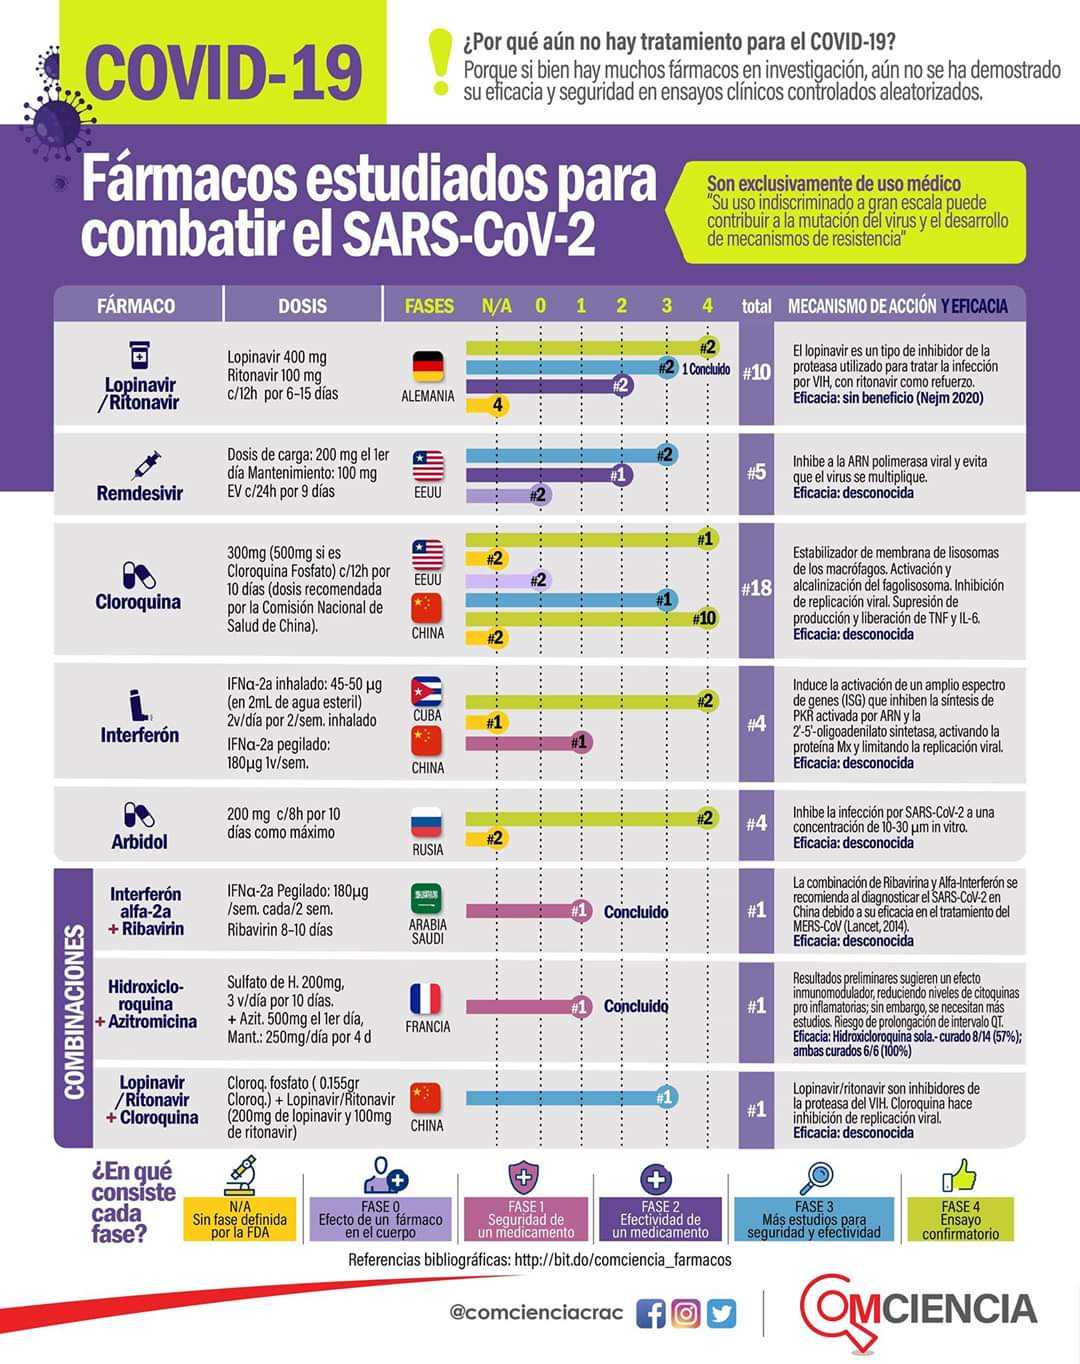 COVID-19
¿Por qué aún no hay tratamiento para el COVID-19?
Porque si bien hay muchos fármacos en investigación, aún no se ha demostrado
su eficacia y seguridad en ensayos clínicos controlados aleatorizados.
Fármacos estudiados para
combatir el SARS-CoV-2
Son exclusivamente de uso médico
"Su uso indiscriminado a gran escala puede
contribuir a la mutación del virus y el desarrollo
de mecanismos de resistencia"
FÁRMACO DOSIS FASES N/A 0 1 2 3 4 total MECANISMO DE ACCIÓN Y EFICACIA
Lopinavir
/Ritonavir
Lopinavir 400 mg
Ritonavir 100 mg
c/12h por 6-15 días
ALEMANIA
#2
#2 1 Concluido
#2
4
#10
El lopinavir es un tipo de inhibidor de la
proteasa utilizado para tratar la infección
por VIH, con ritonavir como refuerzo.
Eficacia: sin beneficio (Nejm 2020)
Remdesivir
Dosis de carga: 200 mg el 1er
día Mantenimiento: 100 mg
EV c/24h por 9 días
EEUU
#2
#1
#2
#5
Inhibe a la ARN polimerasa viral y evita
que el virus se multiplique.
Eficacia: desconocida
Cloroquina
300mg (500mg si es
Cloroquina Fosfato) c/12h por
10 días (dosis recomendada
por la Comisión Nacional de
Salud de China).
EEUU
CHINA
#1
#2
#2
#1
#10
#2
#18
Estabilizador de membrana de lisosomas
de los macrófagos. Activación y
alcalinización del fagolisosoma. Inhibición
de replicación viral. Supresión de
producción y liberación de TNF y IL-6.
Eficacia: desconocida
Interferón
IFNα-2a inhalado: 45-50 µg
(en 2mL de agua esteril)
2v/día por 2/sem. inhalado
IFNα-2a pegilado:
180µg 1v/sem.
CUBA
CHINA
#2
#1
#1
#4
Induce la activación de un amplio espectro
de genes (ISG) que inhiben la síntesis de
PKR activada por ARN y la
2'-5'-oligoadenilato sintetasa, activando la
proteína Mx y limitando la replicación viral.
Eficacia: desconocida
Arbidol
200 mg c/8h por 10
días como máximo
RUSIA
#2
#2
#4
Inhibe la infección por SARS-CoV-2 a una
concentración de 10-30 µm in vitro.
Eficacia: desconocida
COMBINACIONES
Interferón
alfa-2a
+ Ribavirin
IFNα-2a Pegilado: 180µg
/sem. cada/2 sem.
Ribavirin 8-10 días
ARABIA
SAUDI
#1 Concluido
#1
La combinación de Ribavirina y Alfa-Interferón se
recomienda al diagnosticar el SARS-CoV-2 en
China debido a su eficacia en el tratamiento del
MERS-CoV (Lancet, 2014).
Eficacia: desconocida
Hidroxiclo-
roquina
+ Azitromicina
Sulfato de H. 200mg,
3 v/día por 10 días.
+ Azit. 500mg el 1er día,
Mant.: 250mg/día por 4 d
FRANCIA
#1 Concluido
#1
Resultados preliminares sugieren un efecto
inmunomodulador, reduciendo niveles de citoquinas
pro inflamatorias; sin embargo, se necesitan más
estudios. Riesgo de prolongación de intervalo QT.
Eficacia: Hidroxicloroquina sola.- curado 8/14 (57%);
ambas curados 6/6 (100%)
Lopinavir
/Ritonavir
+ Cloroquina
Cloroq. fosfato ( 0.155gr
Cloroq.) + Lopinavir/Ritonavir
(200mg de lopinavir y 100mg
de ritonavir)
CHINA
#1
#1
Lopinavir/ritonavir son inhibidores de
la proteasa del VIH. Cloroquina hace
inhibición de replicación viral.
Eficacia: desconocida
¿En qué
consiste
cada
fase?
N/A
Sin fase definida
por la FDA
FASE 0
Efecto de un fármaco
en el cuerpo
FASE 1
Seguridad de
un medicamento
FASE 2
Efectividad de
un medicamento
FASE 3
Más estudios para
seguridad y efectividad
FASE 4
Ensayo
confirmatorio
Referencias bibliográficas: http://bit.do/comciencia_farmacos
@comcienciacrac
COMCIENCIA